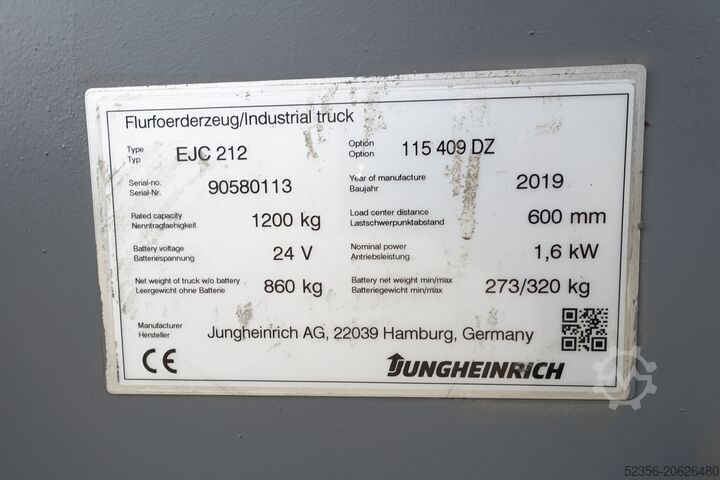 Flurfoerderzeug/Industrial truck
Type
Typ
EJC 212
Option
Option
115 409 DZ
Serial-no.
Serial-Nr.
90580113
Year of manufacture
Baujahr
2019
Rated capacity
Nenntragfaehigkeit
1200 kg
Load center distance
Lastschwerpunktabstand
600 mm
Battery voltage
Batteriespannung
24 V
Nominal power
Antriebsleistung
1,6 kW
Net weight of truck w/o battery
Leergewicht ohne Batterie
860 kg
Battery net weight min/max
Batteriegewicht min/max
273/320 kg
Manufacturer
Hersteller
Jungheinrich AG, 22039 Hamburg, Germany
CE
JUNGHEINRICH
52356-20626480